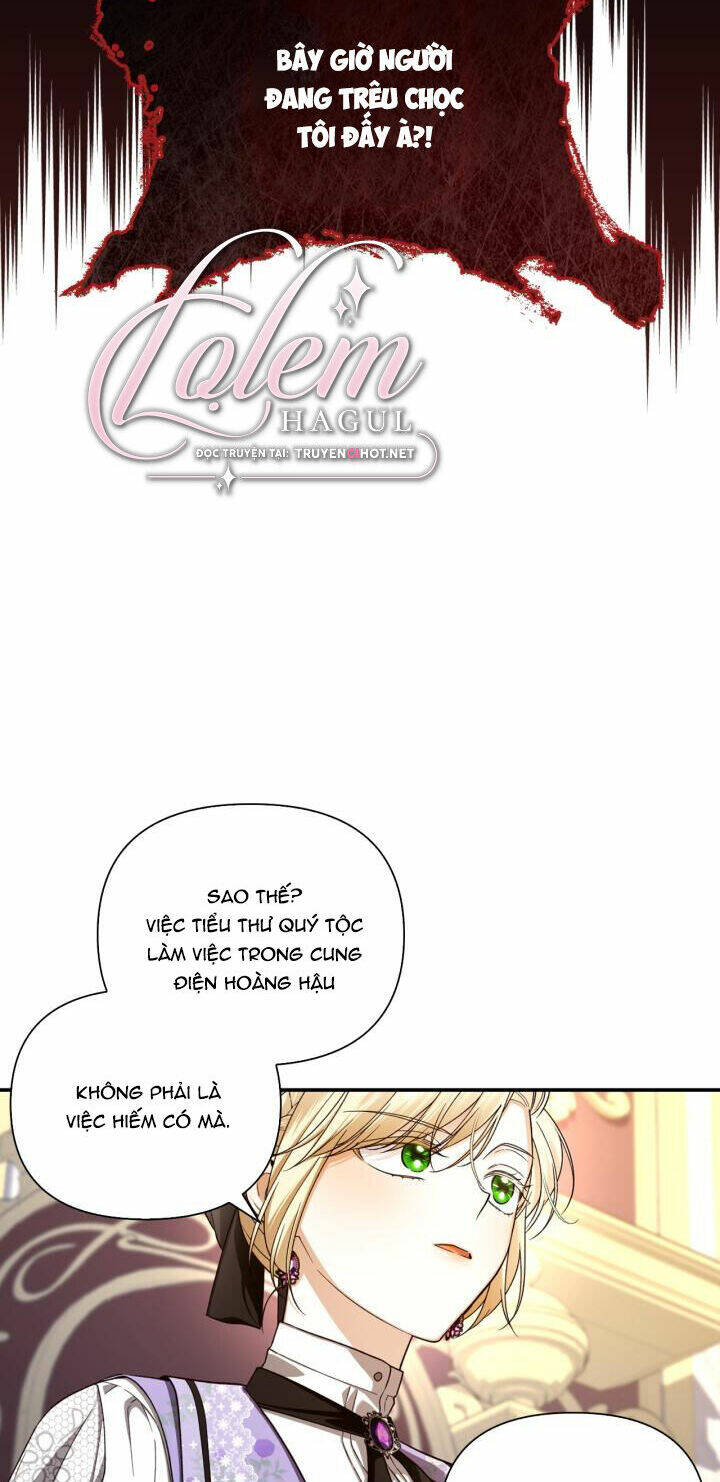 BÂY GIỜ NGƯỜI
ĐANG TRÊU CHỌC
TÔI ĐẤY À?!
Lọlem
HAGUL
ĐỌC TRUYỆN TẠI: TRUYENGIHOT.NET
SAO THẾ?
VIỆC TIỂU THƯ QUÝ TỘC
LÀM VIỆC TRONG CUNG
ĐIỆN HOÀNG HẬU
KHÔNG PHẢI LÀ
VIỆC HIẾM CÓ MÀ.